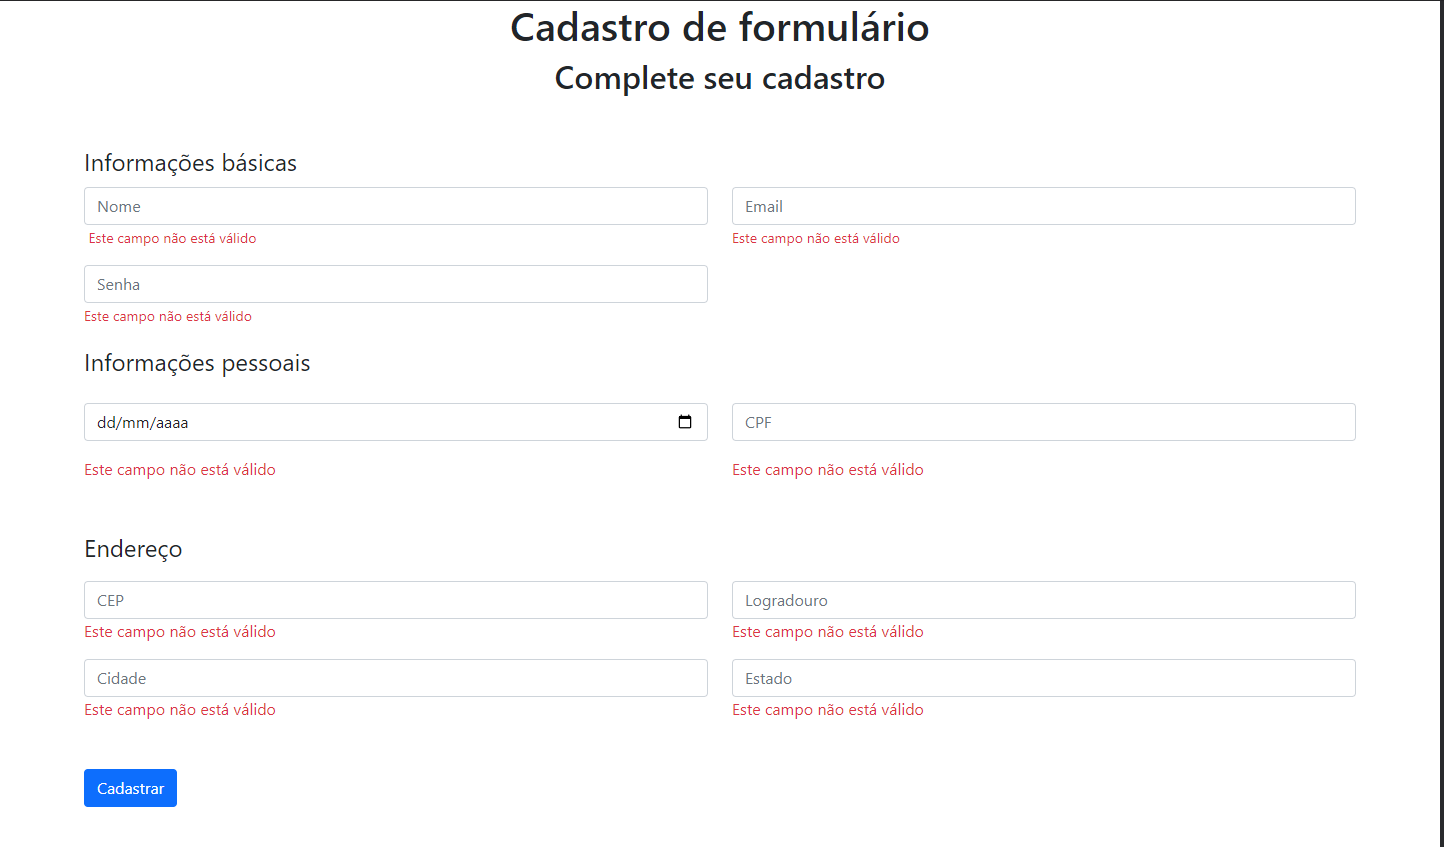 Cadastro de formulário
Complete seu cadastro
Informações básicas
Nome
Email
Este campo não está válido
Este campo não está válido
Senha
Este campo não está válido
Informações pessoais
dd/mm/aaaa
CPF
Este campo não está válido
Este campo não está válido
Endereço
CEP
Logradouro
Este campo não está válido
Este campo não está válido
Cidade
Estado
Este campo não está válido
Este campo não está válido
Cadastrar